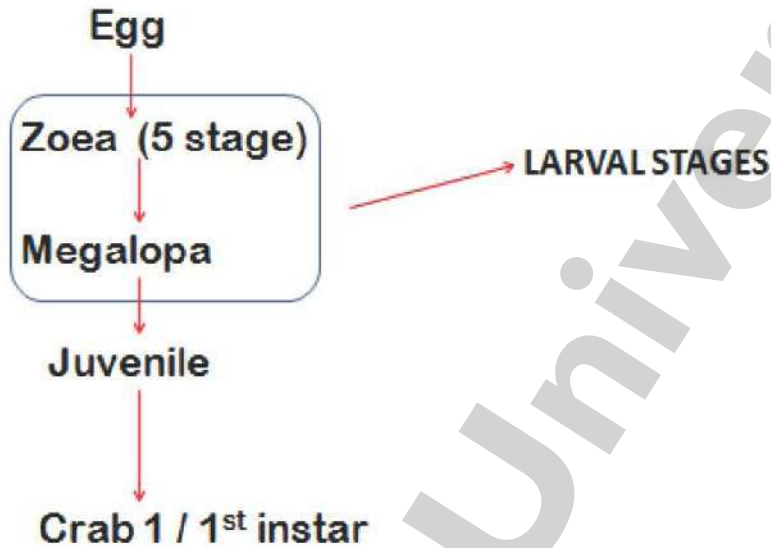 Egg
Zoea (5 stage)
LARVAL STAGES
Megalopa
Juvenile
Crab 1 / 1st instar